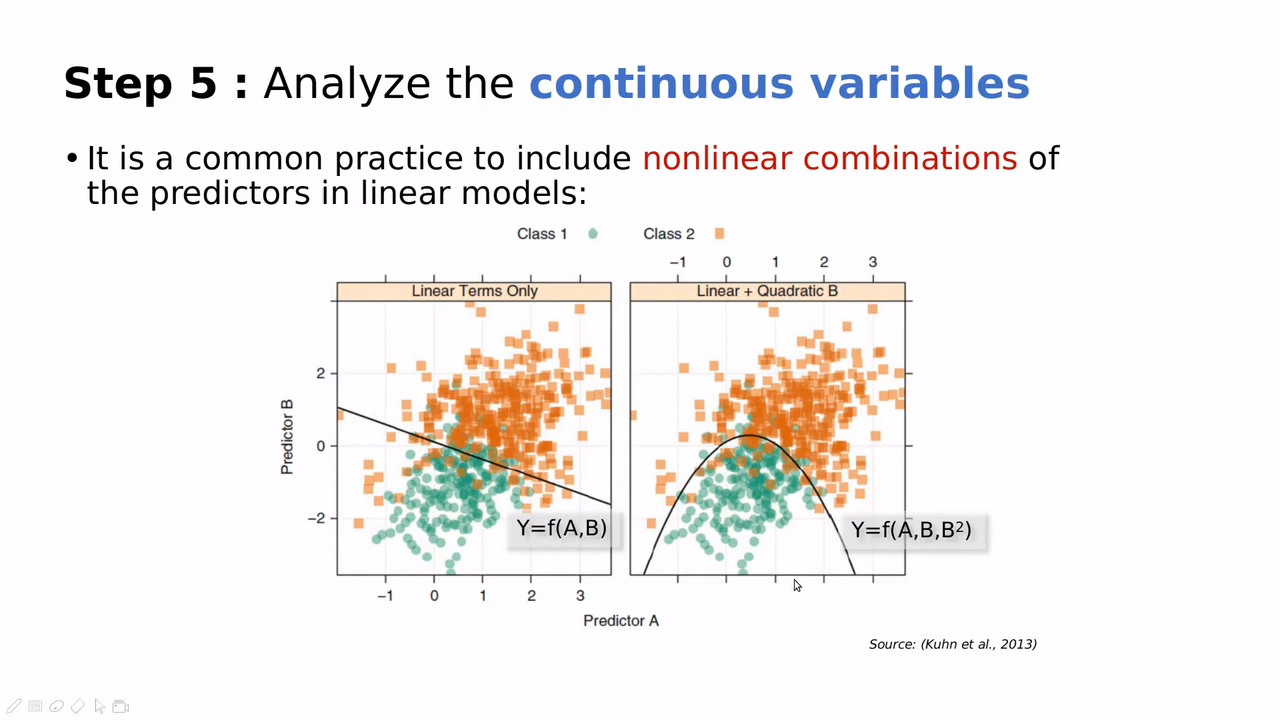 Step 5 : Analyze the continuous variables
• It is a common practice to include nonlinear combinations of
the predictors in linear models:
Class 1
Class 2
−1 0 1 2 3
Linear Terms Only
Linear + Quadratic B
Predictor B
2
0
−2
Y=f(A,B)
Y=f(A,B,B²)
−1 0 1 2 3
Predictor A
Source: (Kuhn et al., 2013)